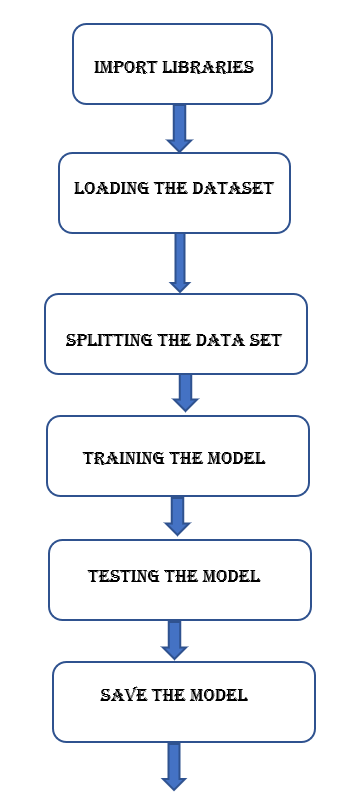 IMPORT LIBRARIES
LOADING THE DATASET
SPLITTING THE DATA SET
TRAINING THE MODEL
TESTING THE MODEL
SAVE THE MODEL